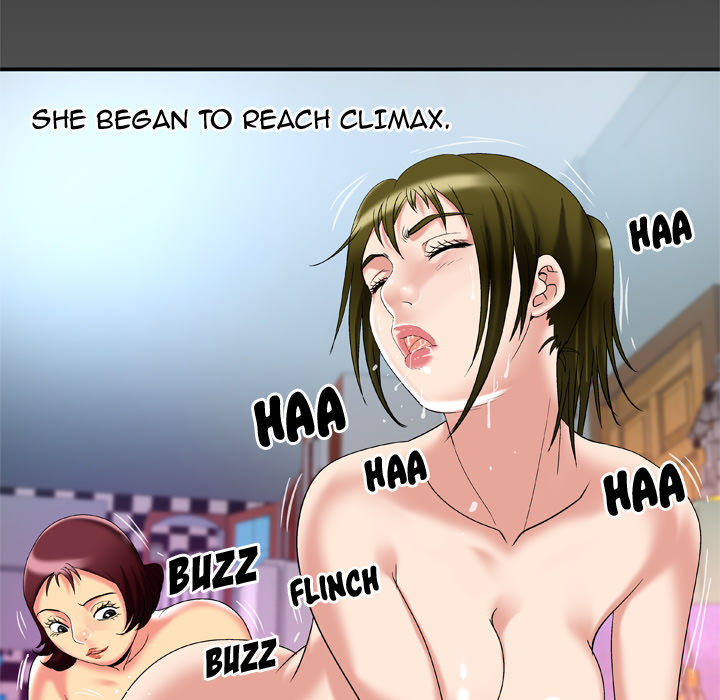 SHE BEGAN TO REACH CLIMAX.
HAA
HAA
HAA
HAA
BUZZ
FLINCH
BUZZ